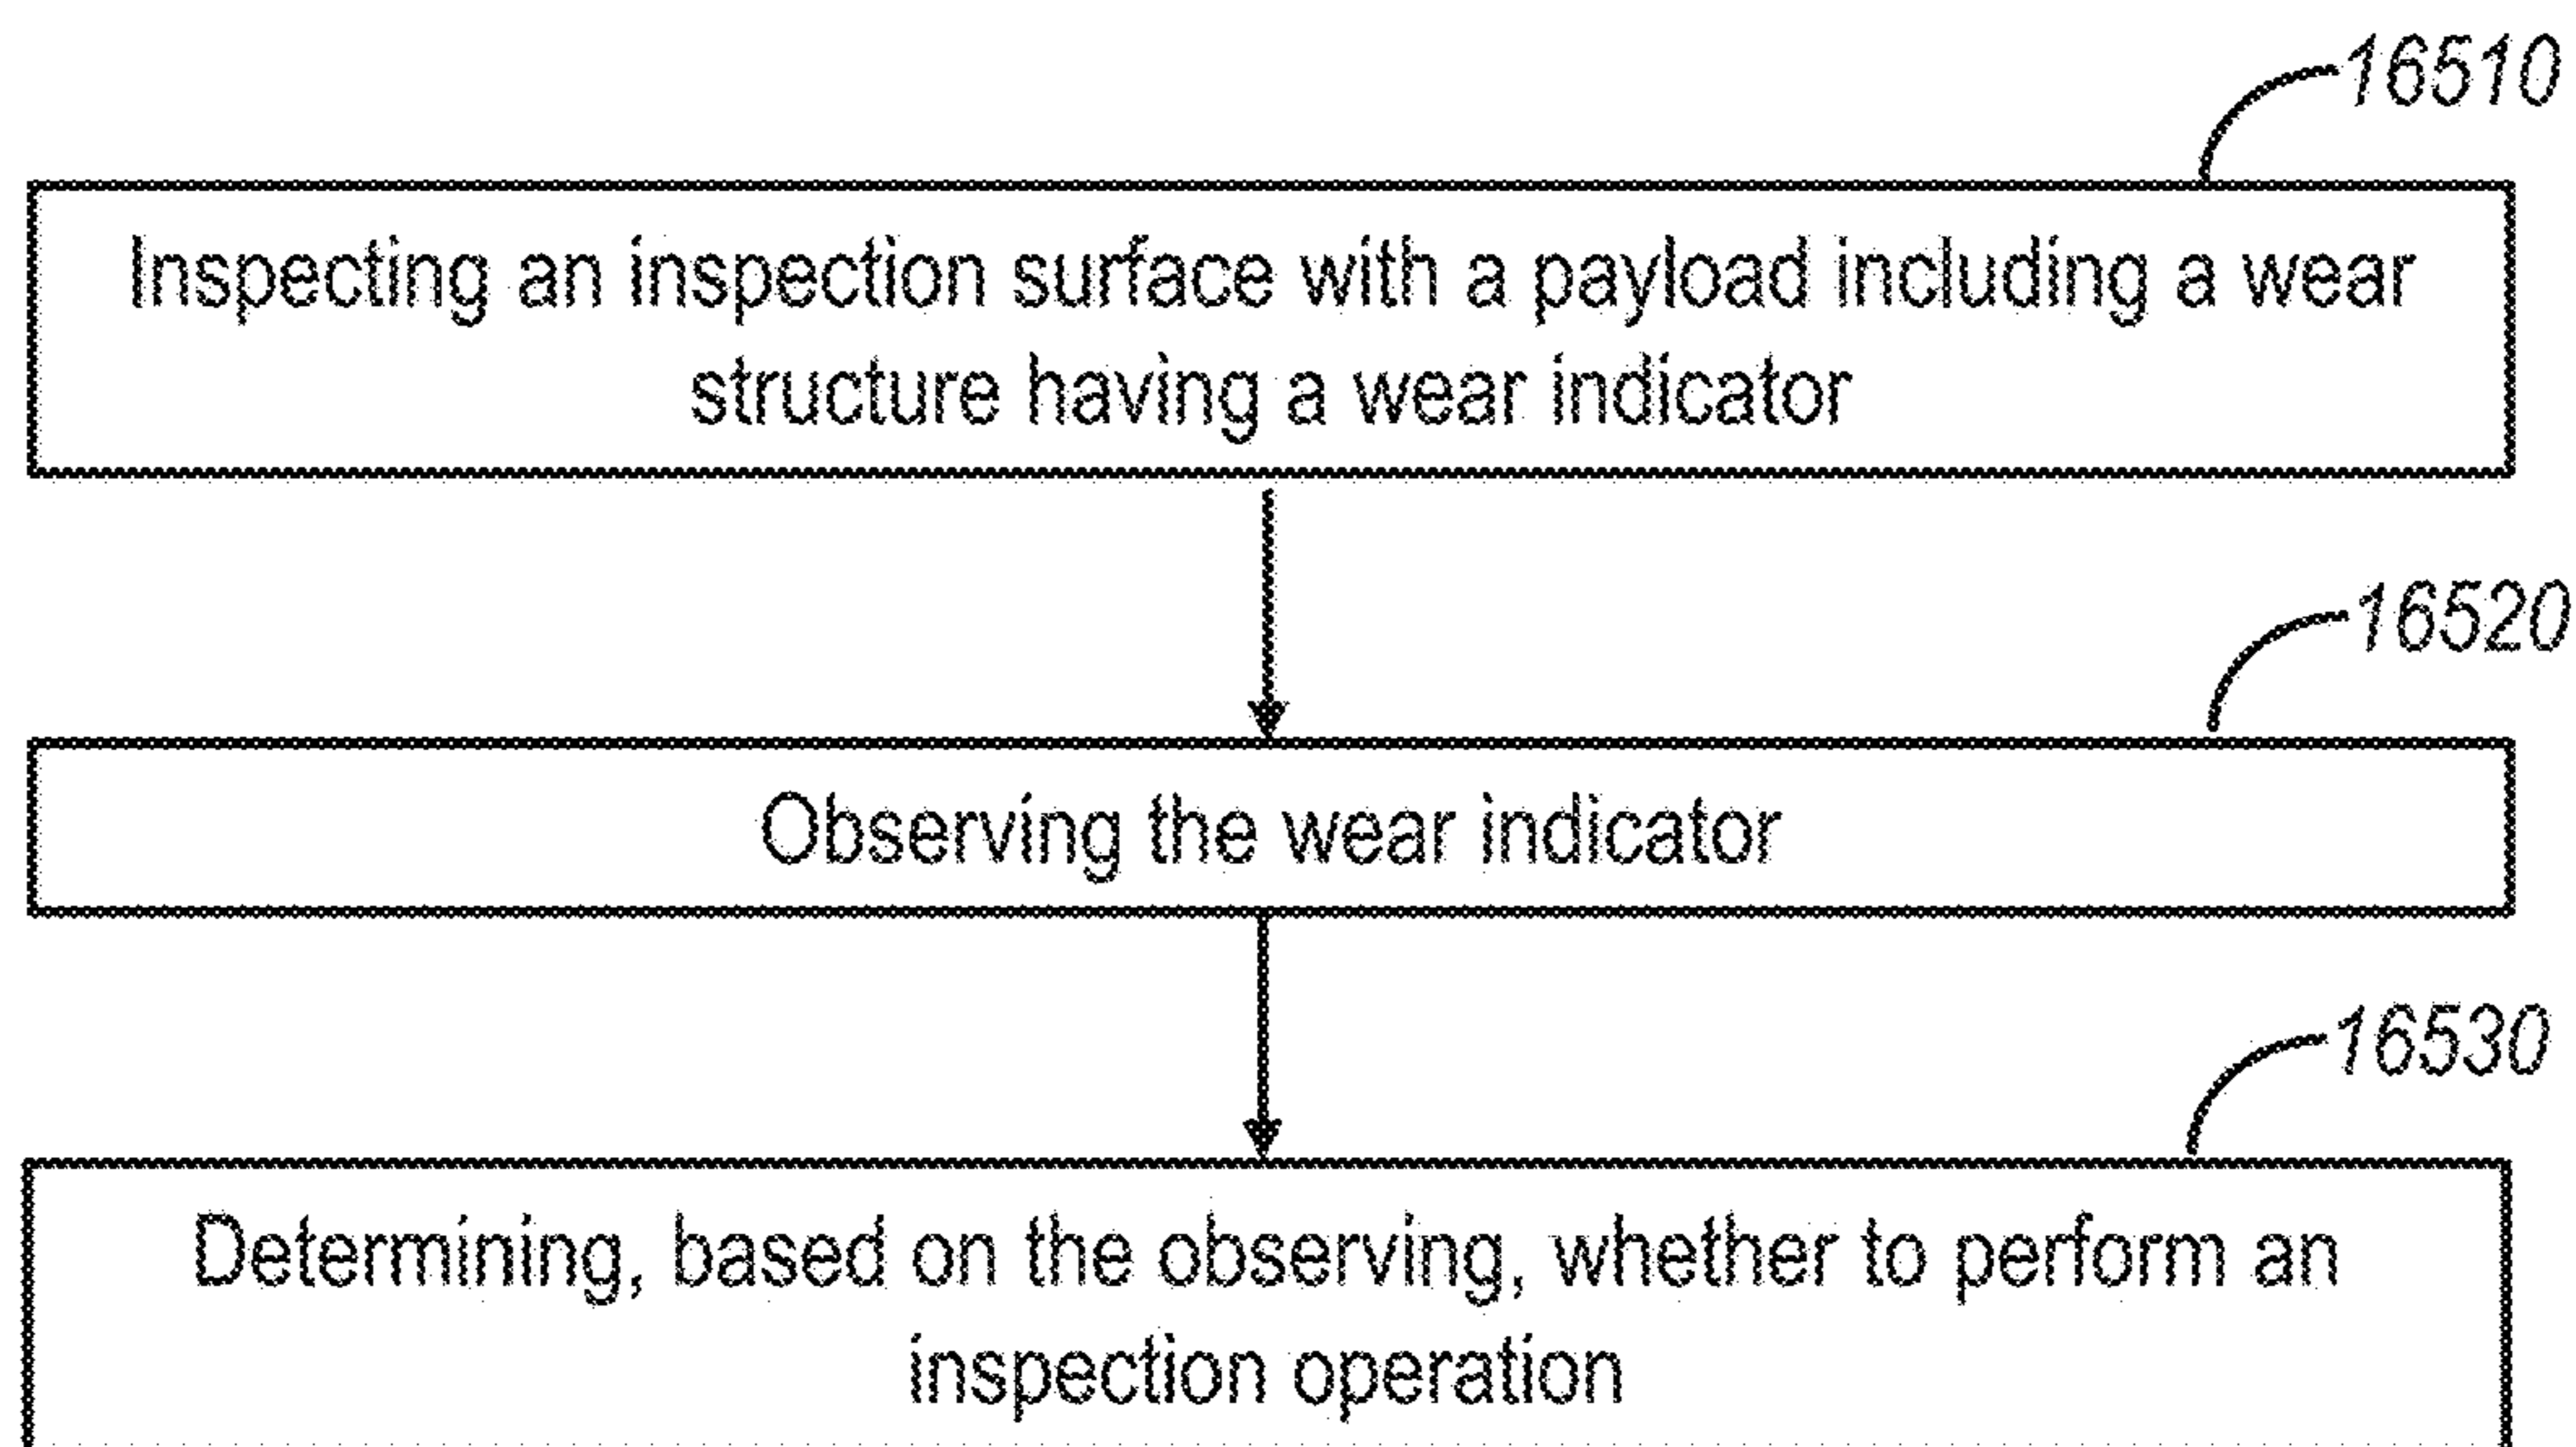 16510
Inspecting an inspection surface with a payload including a wear
structure having a wear indicator
16520
Observing the wear indicator
16530
Determining, based on the observing, whether to perform an
inspection operation